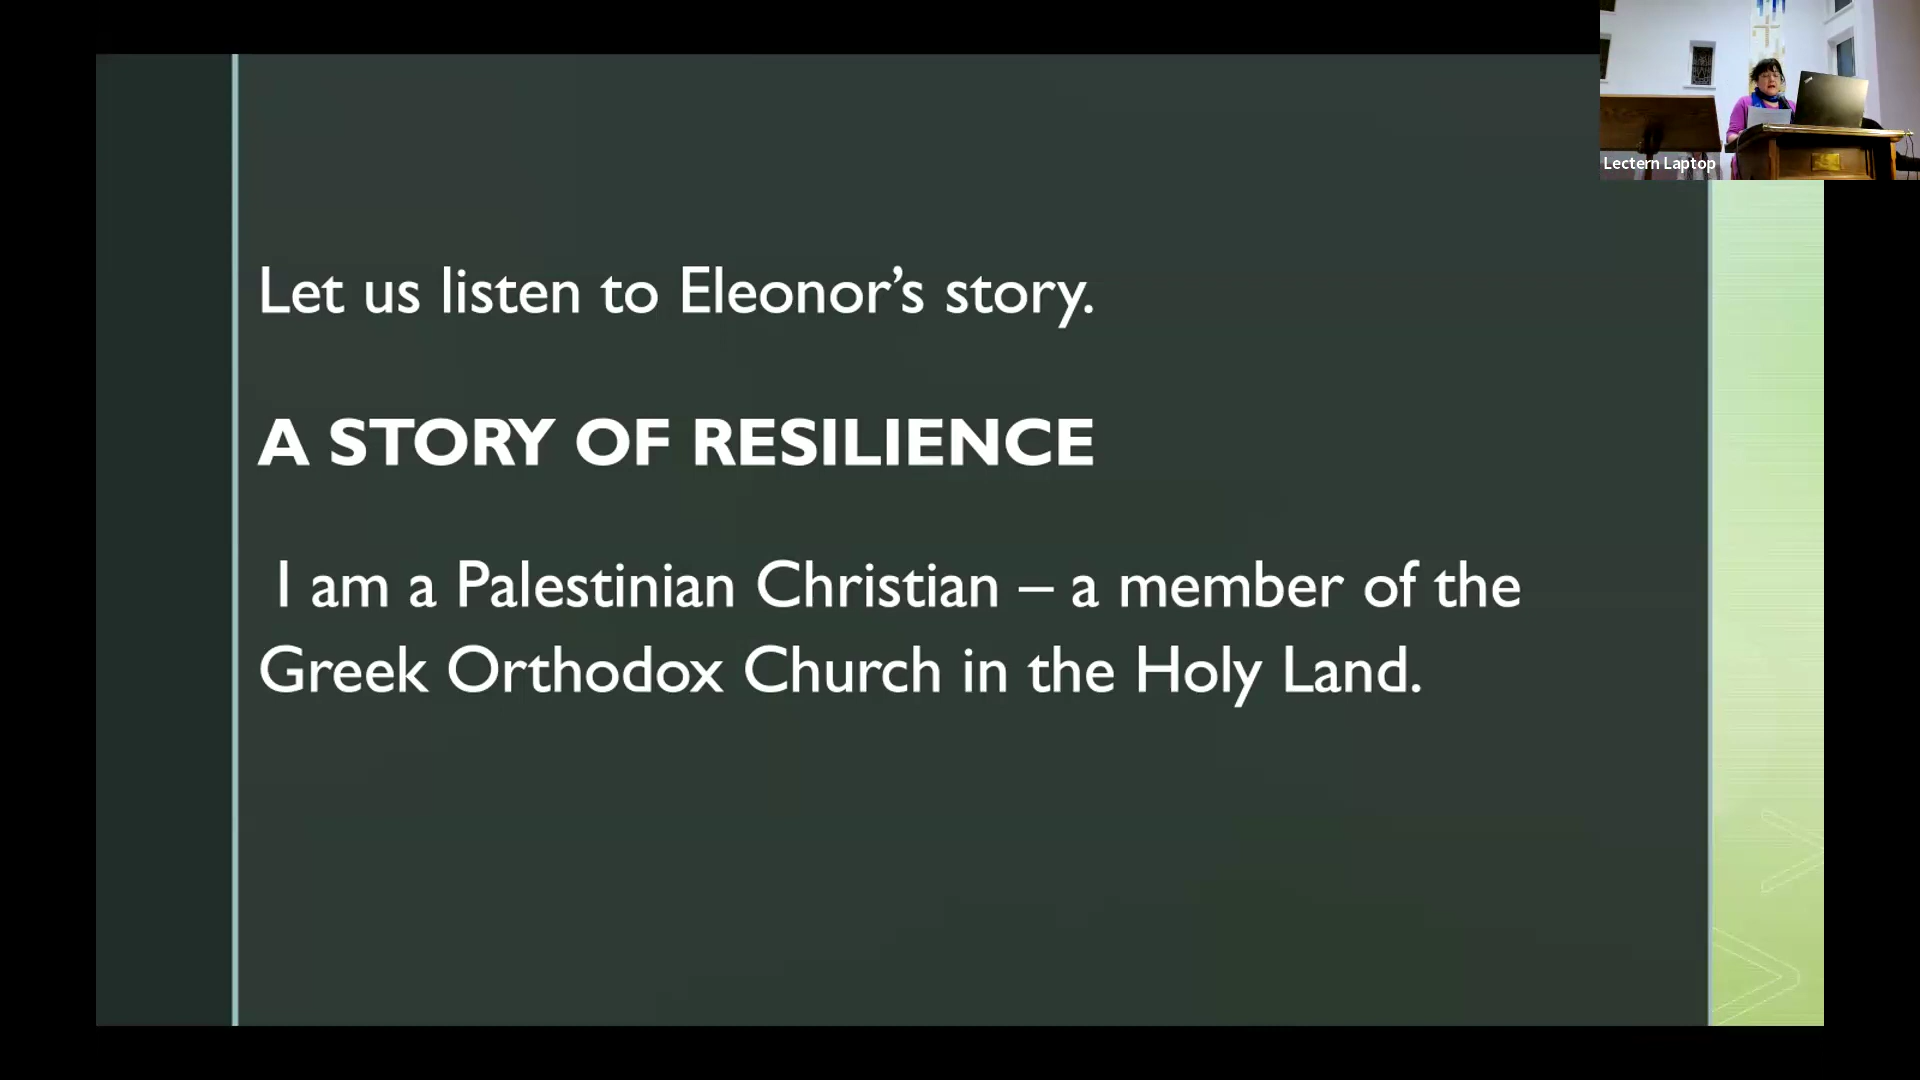 Lectern Laptop
Let us listen to Eleonor’s story.
A STORY OF RESILIENCE
I am a Palestinian Christian – a member of the
Greek Orthodox Church in the Holy Land.